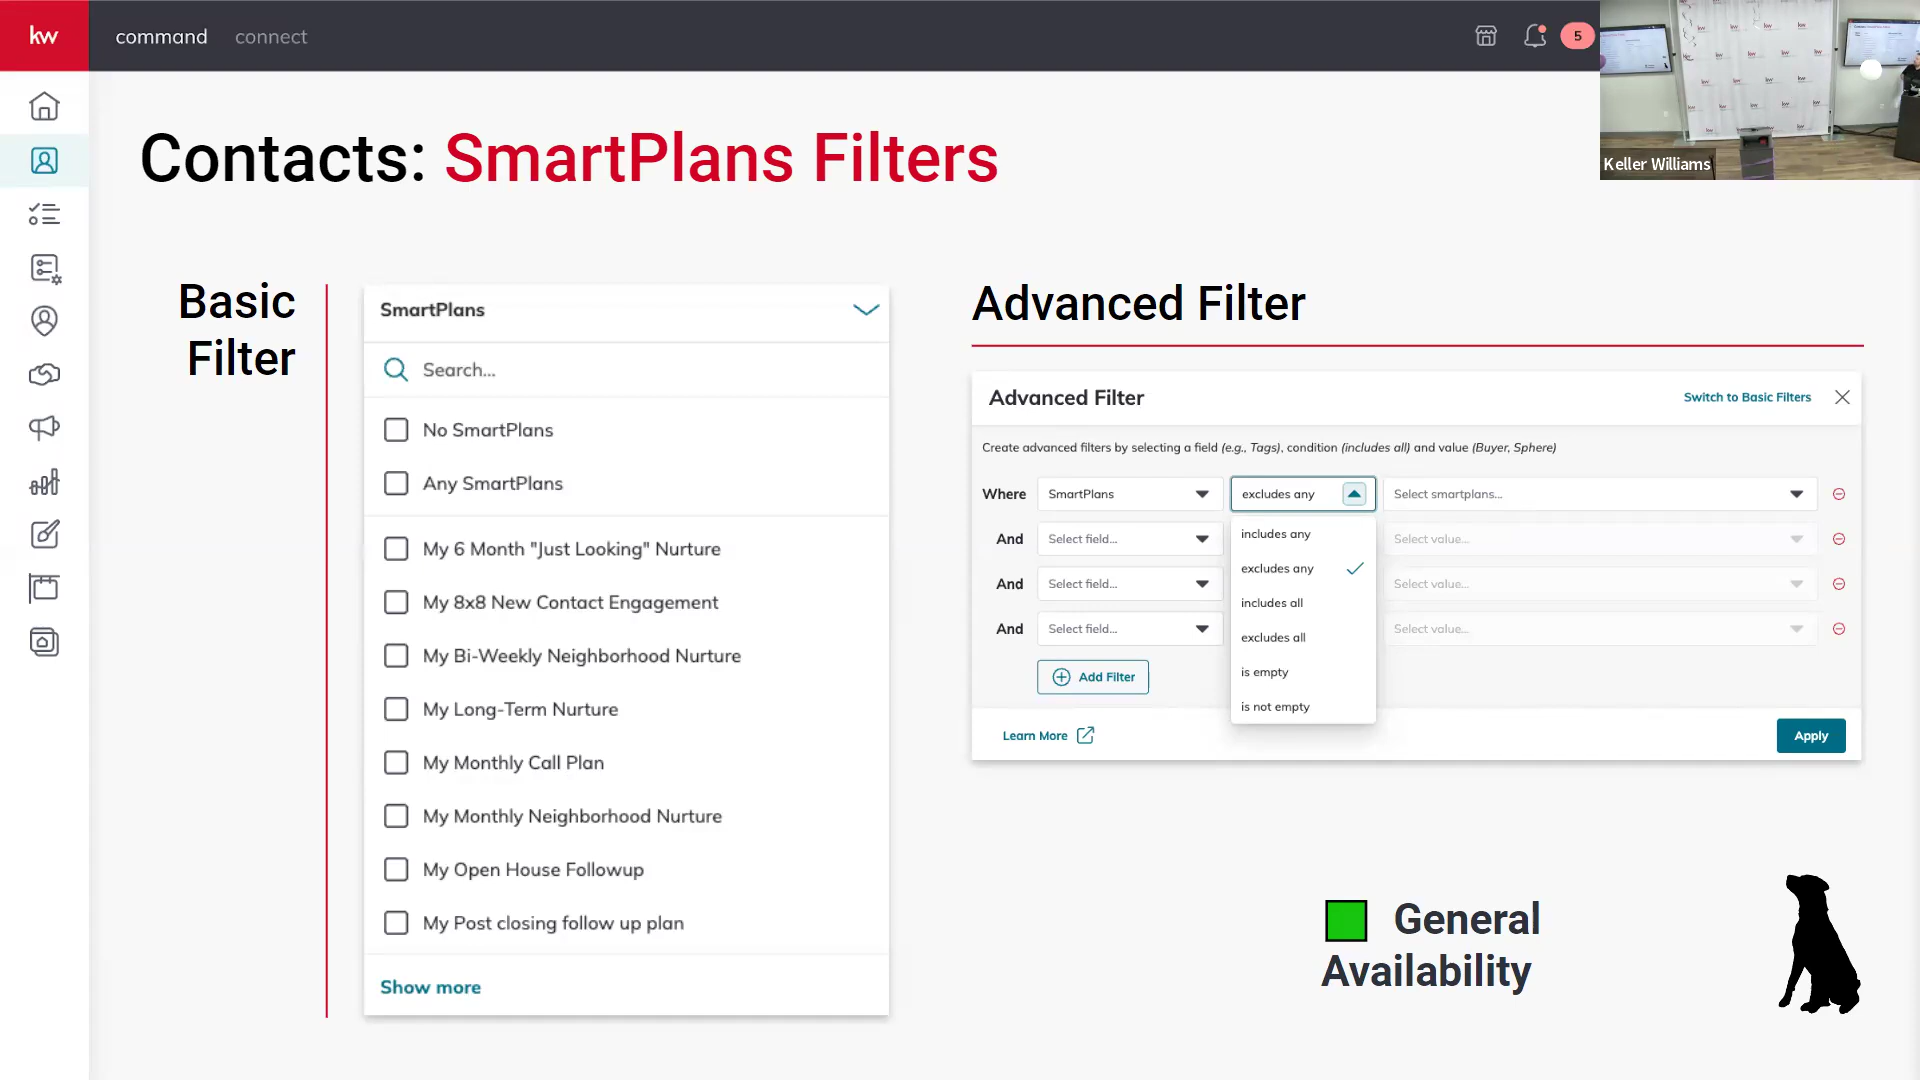 kw
command
connect
5
Keller Williams
Contacts: SmartPlans Filters
Basic
Filter
SmartPlans
Search...
No SmartPlans
Any SmartPlans
My 6 Month "Just Looking" Nurture
My 8x8 New Contact Engagement
My Bi-Weekly Neighborhood Nurture
My Long-Term Nurture
My Monthly Call Plan
My Monthly Neighborhood Nurture
My Open House Followup
My Post closing follow up plan
Show more
Advanced Filter
Advanced Filter
Switch to Basic Filters
Create advanced filters by selecting a field (e.g., Tags), condition (includes all) and value (Buyer, Sphere)
Where SmartPlans excludes any Select smartplans...
And Select field... Select value...
And Select field... Select value...
And Select field... Select value...
includes any
excludes any
includes all
excludes all
is empty
is not empty
Add Filter
Learn More
Apply
General
Availability